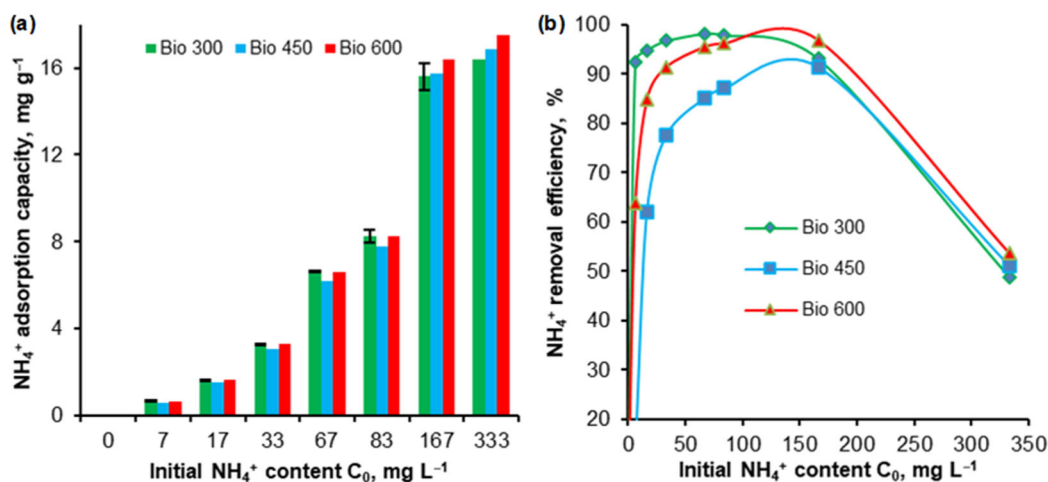 (a)
NH₄⁺ adsorption capacity, mg g⁻¹
16
12
8
4
0
Bio 300 Bio 450 Bio 600
0 7 17 33 67 83 167 333
Initial NH₄⁺ content C₀, mg L⁻¹
(b)
NH₄⁺ removal efficiency, %
100
90
80
70
60
50
40
30
20
Bio 300
Bio 450
Bio 600
0 50 100 150 200 250 300 350
Initial NH₄⁺ content C₀, mg L⁻¹